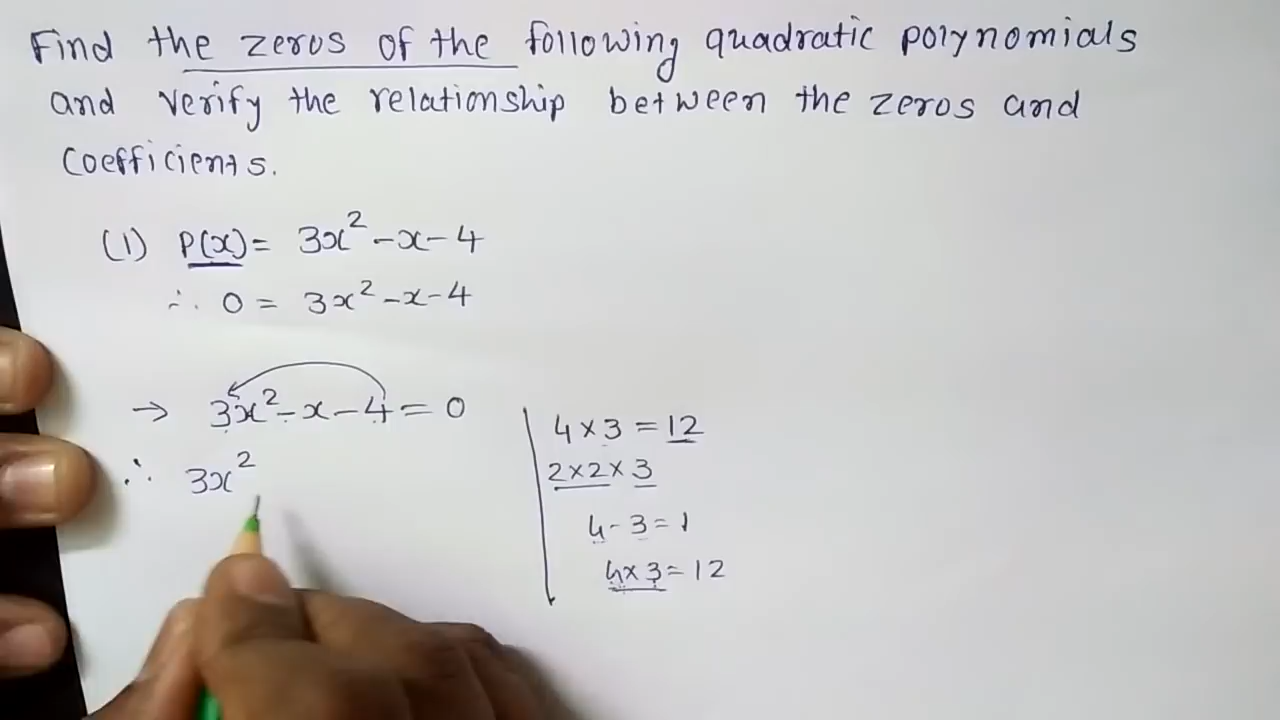 Find the zeros of the following quadratic polynomials
and verify the relationship between the zeros and
coefficients.
(1) P(x) = 3x² - x - 4
∴ 0 = 3x² - x - 4
→ 3x² - x - 4 = 0
∴ 3x²
4 × 3 = 12
2 × 2 × 3
4 - 3 = 1
4 × 3 = 12